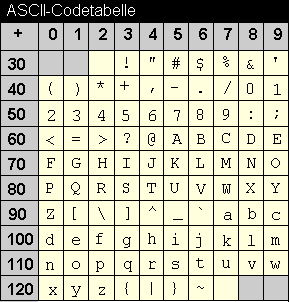 ASCII-Codetabelle
+ 0 1 2 3 4 5 6 7 8 9
30 ! " # $ % & '
40 ( ) * + , - . / 0 1
50 2 3 4 5 6 7 8 9 : ;
60 < = > ? @ A B C D E
70 F G H I J K L M N O
80 P Q R S T U V W X Y
90 Z [ \ ] ^ _ ` a b c
100 d e f g h i j k l m
110 n o p q r s t u v w
120 x y z { | } ~